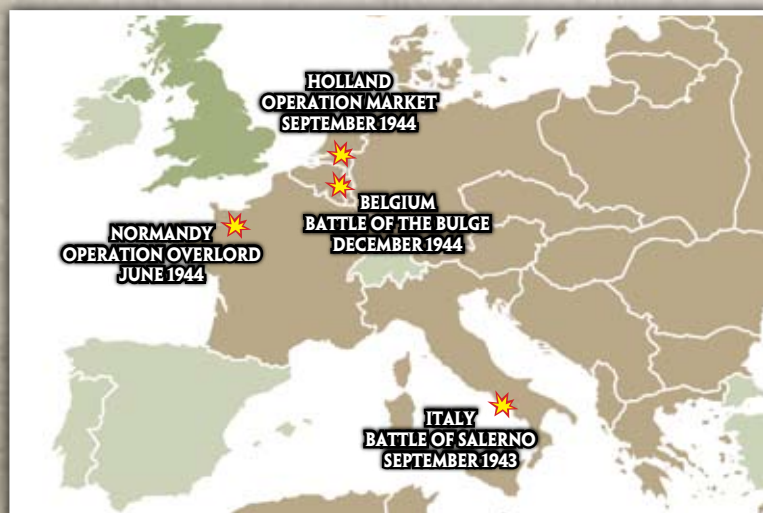 HOLLAND
OPERATION MARKET
SEPTEMBER 1944
BELGIUM
BATTLE OF THE BULGE
DECEMBER 1944
NORMANDY
OPERATION OVERLORD
JUNE 1944
ITALY
BATTLE OF SALERNO
SEPTEMBER 1943